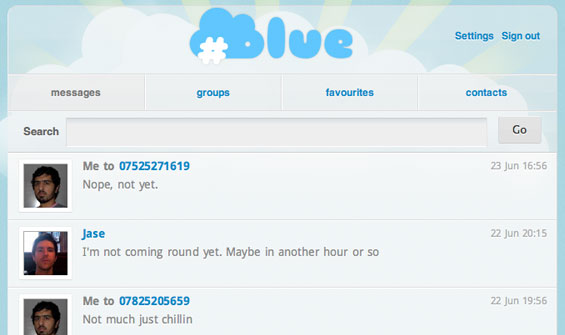 #Blue
Settings Sign out
messages groups favourites contacts
Search Go
Me to 07525271619 23 Jun 16:56
Nope, not yet.
Jase 22 Jun 20:15
I'm not coming round yet. Maybe in another hour or so
Me to 07825205659 22 Jun 19:56
Not much just chillin